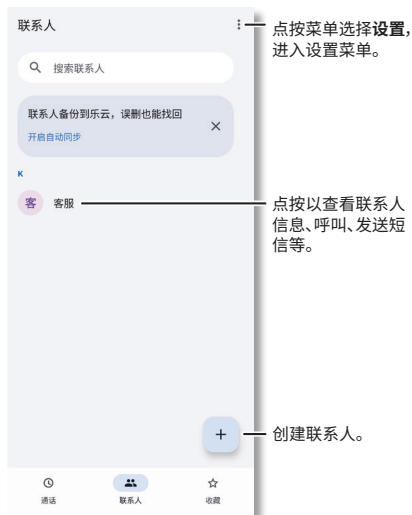 联系人
点按菜单选择设置，
进入设置菜单。
搜索联系人
联系人备份到乐云，误删也能找回
开启自动同步
K
客 客服
点按以查看联系人
信息、呼叫、发送短
信等。
创建联系人。
通话 联系人 收藏